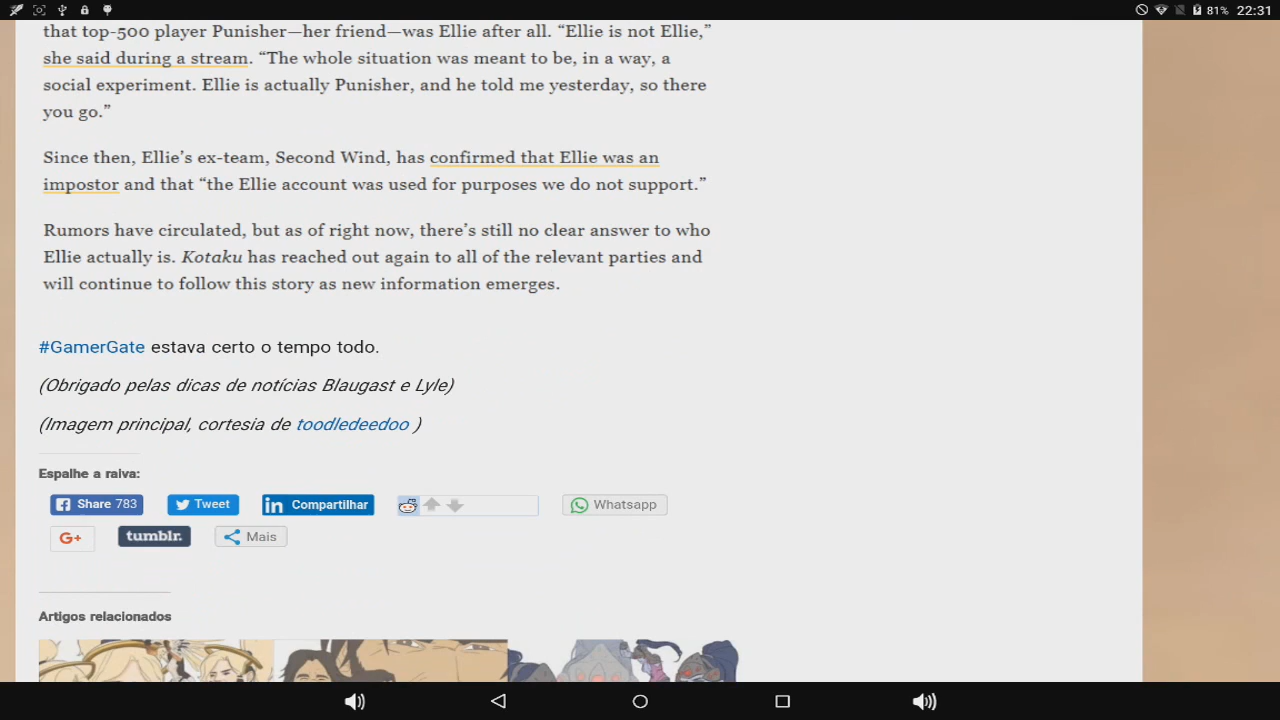 81% 22:31
that top-500 player Punisher—her friend—was Ellie after all. “Ellie is not Ellie,”
she said during a stream. “The whole situation was meant to be, in a way, a
social experiment. Ellie is actually Punisher, and he told me yesterday, so there
you go.”
Since then, Ellie’s ex-team, Second Wind, has confirmed that Ellie was an
impostor and that “the Ellie account was used for purposes we do not support.”
Rumors have circulated, but as of right now, there’s still no clear answer to who
Ellie actually is. Kotaku has reached out again to all of the relevant parties and
will continue to follow this story as new information emerges.
#GamerGate estava certo o tempo todo.
(Obrigado pelas dicas de notícias Blaugast e Lyle)
(Imagem principal, cortesia de toodledeedoo )
Espalhe a raiva:
Share 783 Tweet in Compartilhar Whatsapp
G+ tumblr. Mais
Artigos relacionados